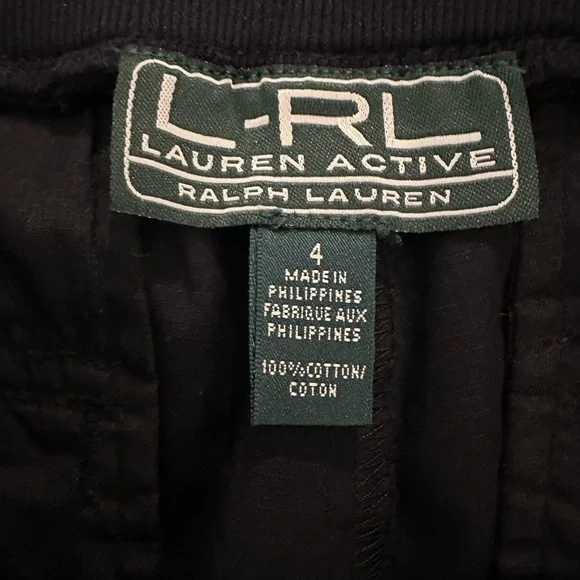 L-RL
LAUREN ACTIVE
RALPH LAUREN
4
MADE IN
PHILIPPINES
FABRIQUE AUX
PHILIPPINES
100%COTTON/
COTON